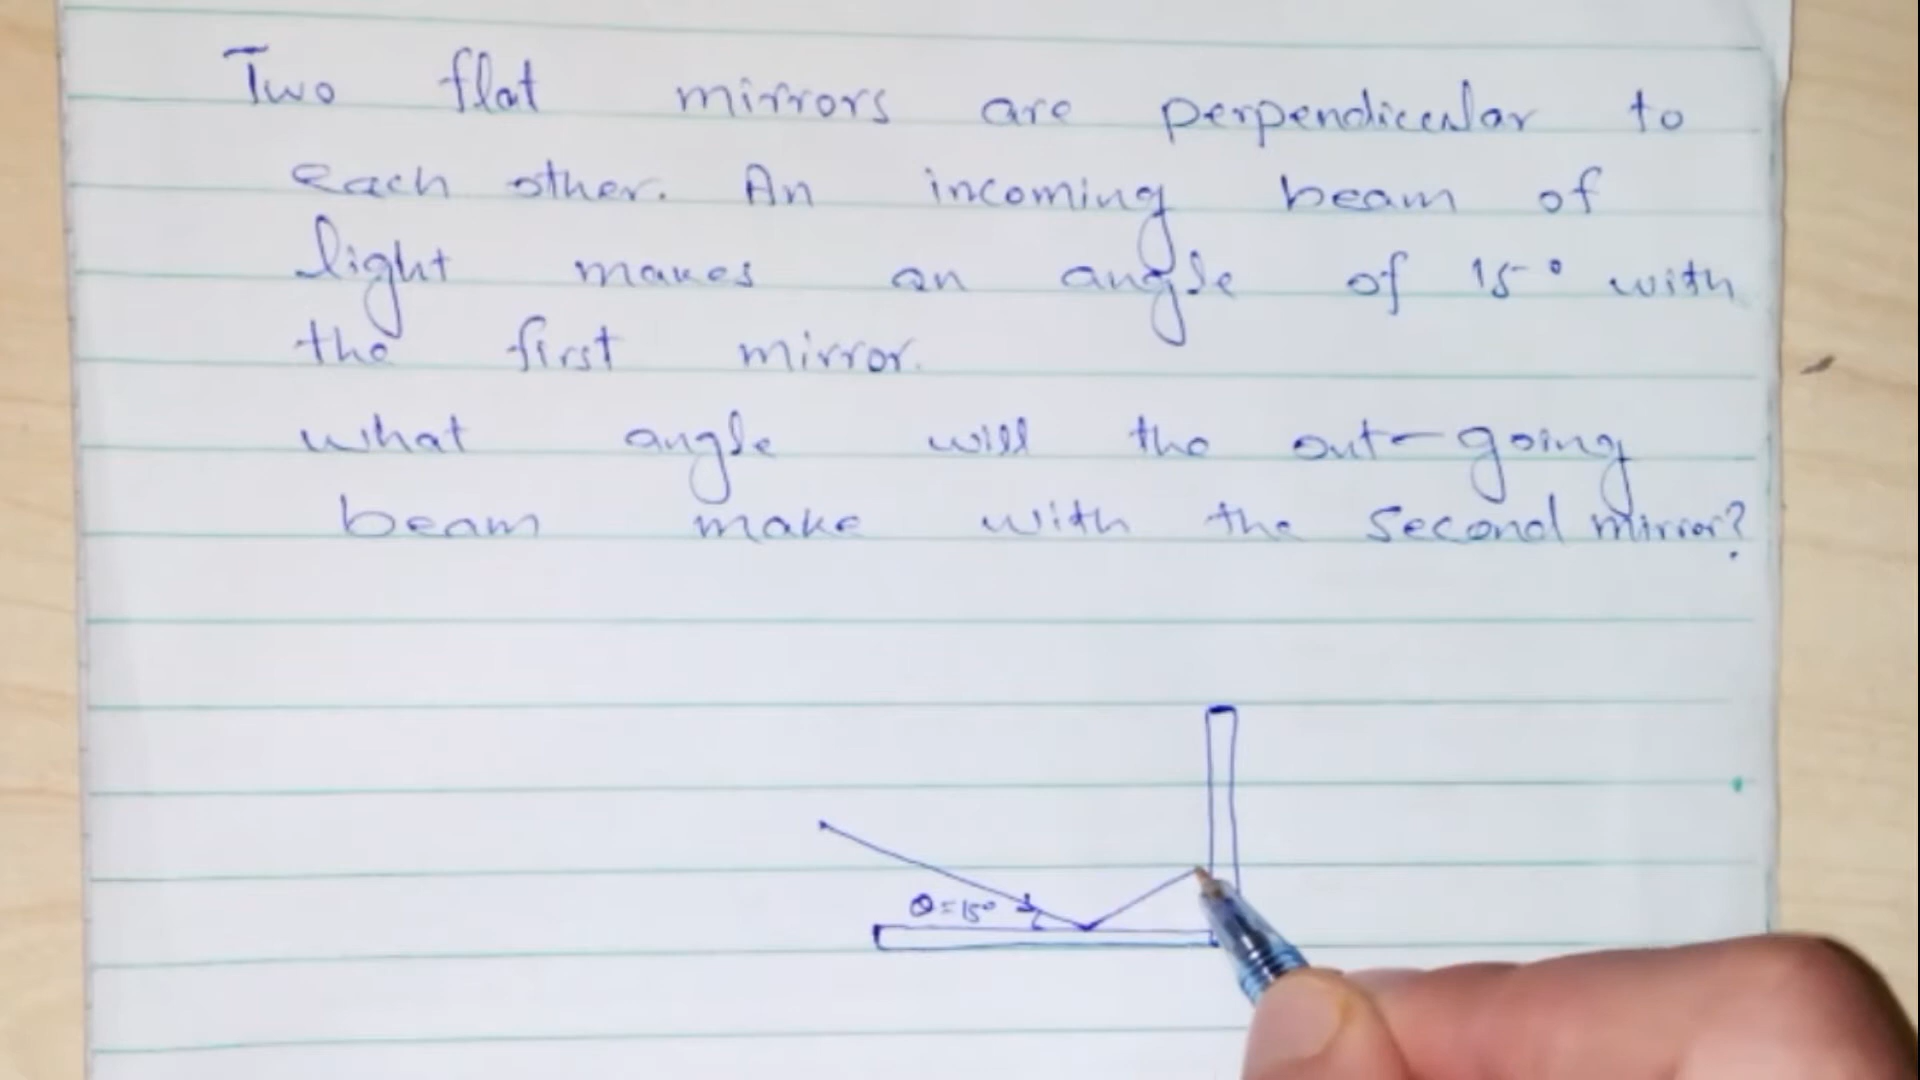 Two flat mirrors are perpendicular to
each other. An incoming beam of
light makes an angle of 15° with
the first mirror.
what angle will the out-going
beam make with the second mirror?
θ=15°